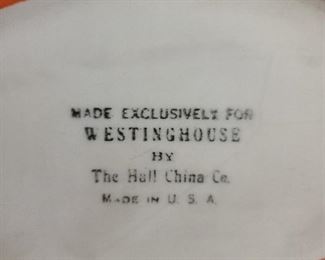 MADE EXCLUSIVELY FOR
WESTINGHOUSE
BY
The Hall China Co.
MADE IN U. S. A.